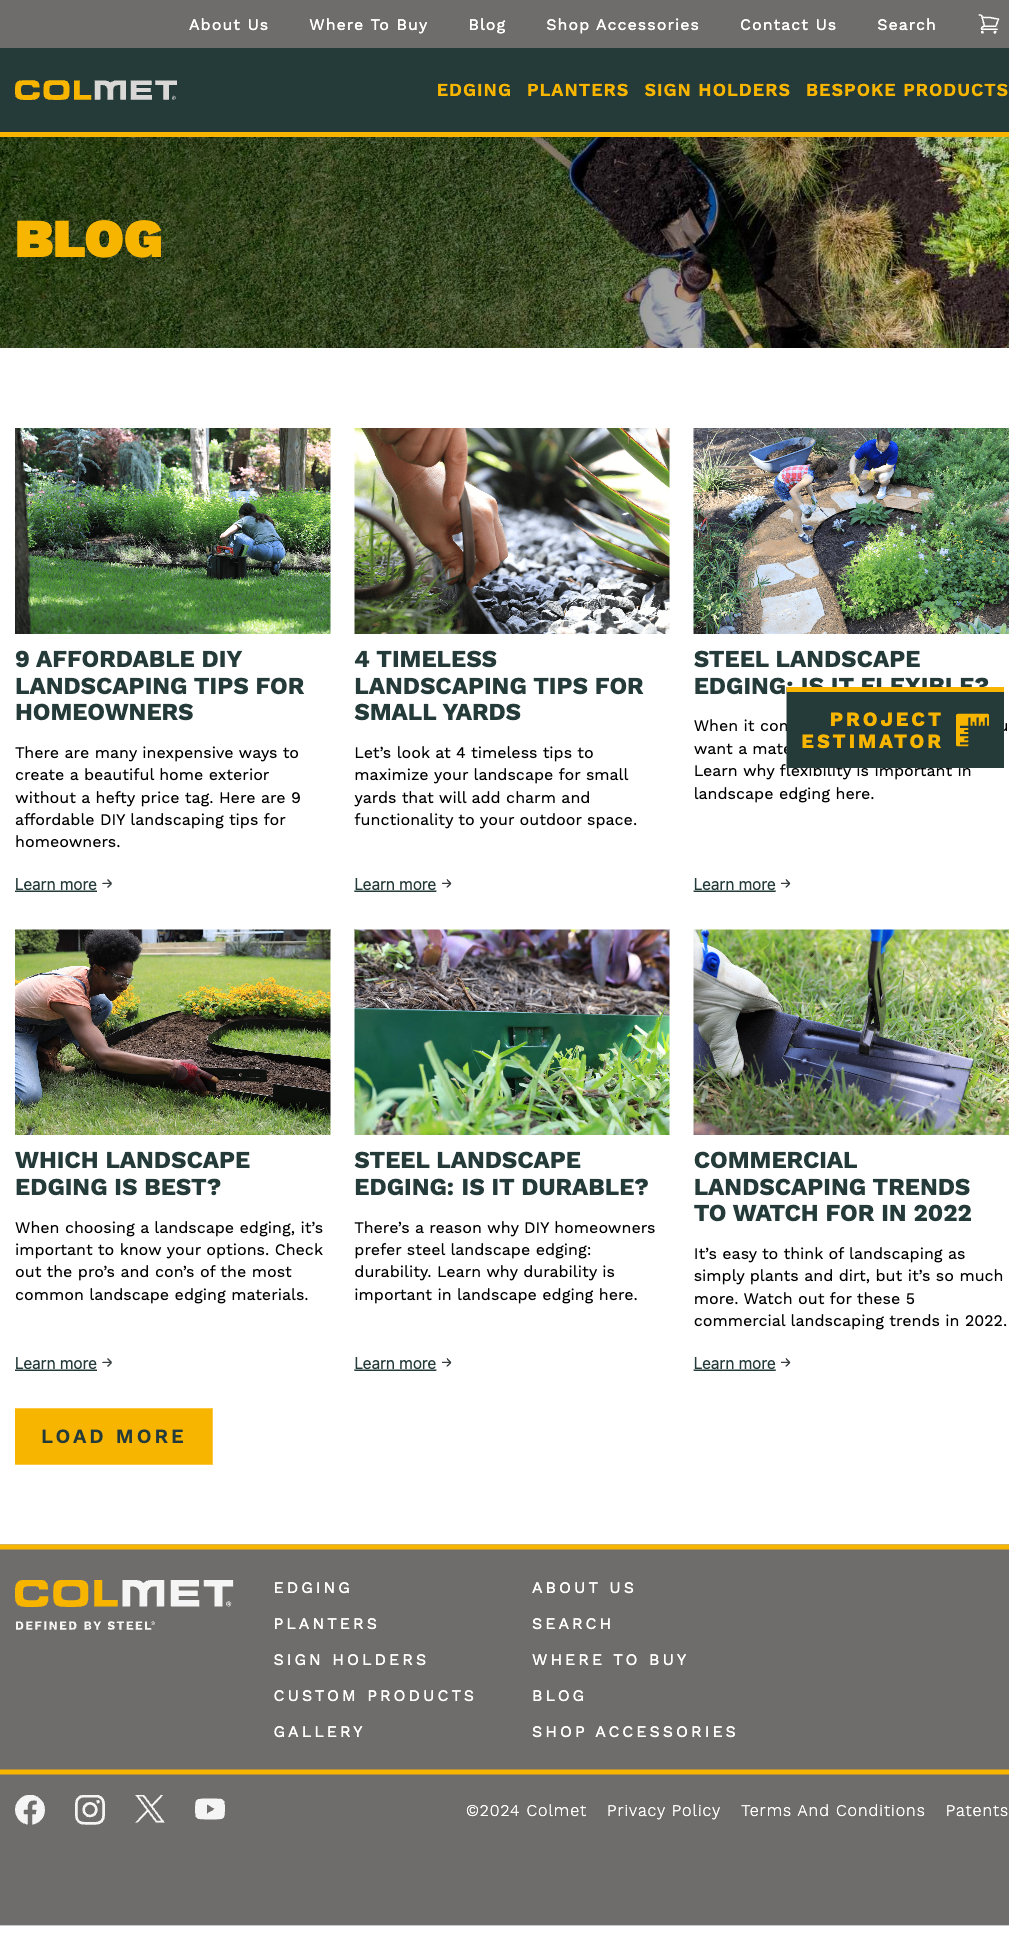 About Us Where To Buy Blog Shop Accessories Contact Us Search
COLMET
EDGING PLANTERS SIGN HOLDERS BESPOKE PRODUCTS
BLOG
9 AFFORDABLE DIY
LANDSCAPING TIPS FOR
HOMEOWNERS
There are many inexpensive ways to
create a beautiful home exterior
without a hefty price tag. Here are 9
affordable DIY landscaping tips for
homeowners.
Learn more →
4 TIMELESS
LANDSCAPING TIPS FOR
SMALL YARDS
Let’s look at 4 timeless tips to
maximize your landscape for small
yards that will add charm and
functionality to your outdoor space.
Learn more →
STEEL LANDSCAPE
EDGING: IS IT FLEXIBLE?
When it
want a
Learn why flexibility is important in
landscape edging here.
Learn more →
PROJECT
ESTIMATOR
WHICH LANDSCAPE
EDGING IS BEST?
When choosing a landscape edging, it’s
important to know your options. Check
out the pro’s and con’s of the most
common landscape edging materials.
Learn more →
STEEL LANDSCAPE
EDGING: IS IT DURABLE?
There’s a reason why DIY homeowners
prefer steel landscape edging:
durability. Learn why durability is
important in landscape edging here.
Learn more →
COMMERCIAL
LANDSCAPING TRENDS
TO WATCH FOR IN 2022
It’s easy to think of landscaping as
simply plants and dirt, but it’s so much
more. Watch out for these 5
commercial landscaping trends in 2022.
Learn more →
LOAD MORE
COLMET®
DEFINED BY STEEL®
EDGING
PLANTERS
SIGN HOLDERS
CUSTOM PRODUCTS
GALLERY
ABOUT US
SEARCH
WHERE TO BUY
BLOG
SHOP ACCESSORIES
©2024 Colmet Privacy Policy Terms And Conditions Patents